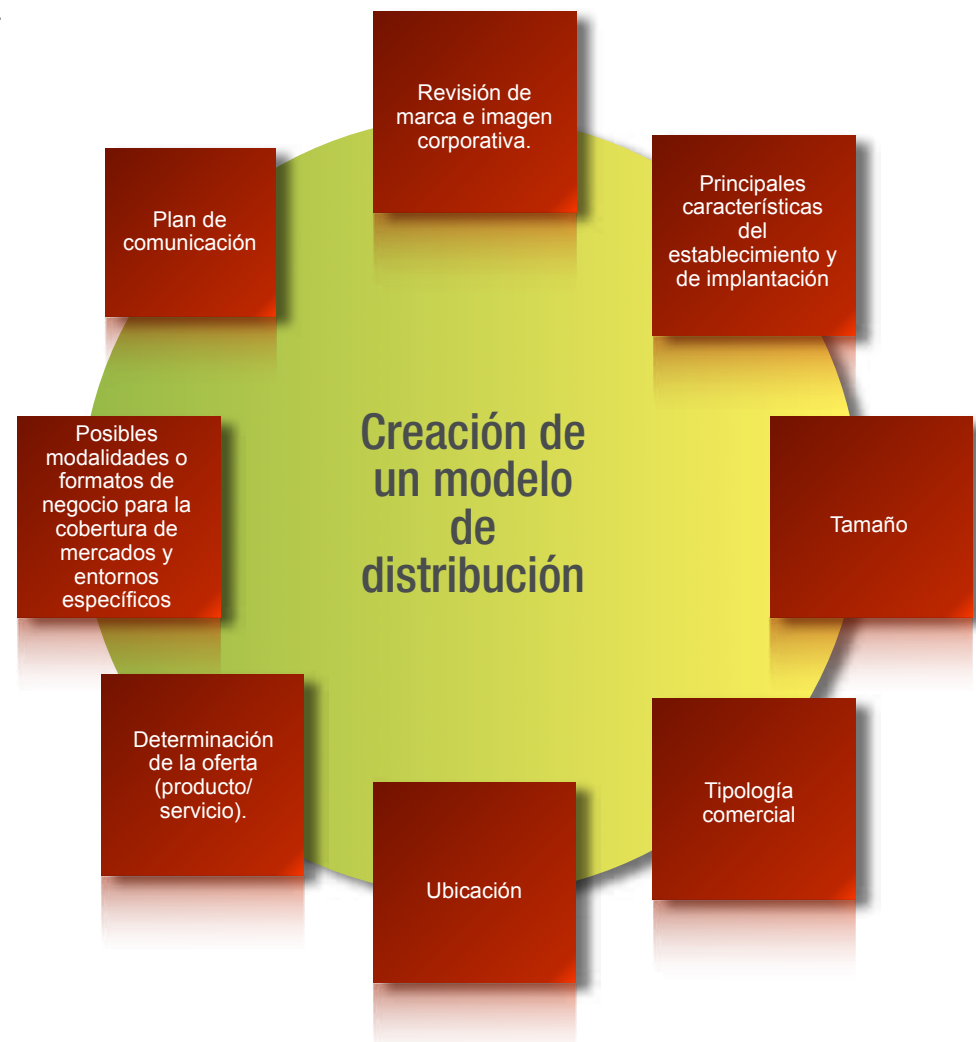 Revisión de
marca e imagen
corporativa.
Principales
características
del
establecimiento y
de implantación
Tamaño
Tipología
comercial
Ubicación
Determinación
de la oferta
(producto/
servicio).
Posibles
modalidades o
formatos de
negocio para la
cobertura de
mercados y
entornos
específicos
Plan de
comunicación
Creación de
un modelo
de
distribución